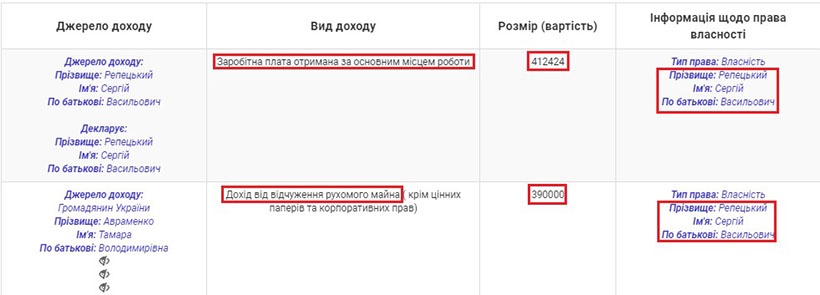 Джерело доходу
Вид доходу
Розмір (вартість)
Інформація щодо права
власності
Джерело доходу:
Прізвище: Репецький
Ім'я: Сергій
По батькові: Васильович
Декларує:
Прізвище: Репецький
Ім'я: Сергій
По батькові: Васильович
Заробітна плата отримана за основним місцем роботи
412424
Тип права: Власність
Прізвище: Репецький
Ім'я: Сергій
По батькові: Васильович
Джерело доходу:
Громадянин України
Прізвище: Авраменко
Ім'я: Тамара
По батькові: Володимирівна
Дохід від відчуження рухомого майна ( крім цінних
паперів та корпоративних прав)
390000
Тип права: Власність
Прізвище: Репецький
Ім'я: Сергій
По батькові: Васильович